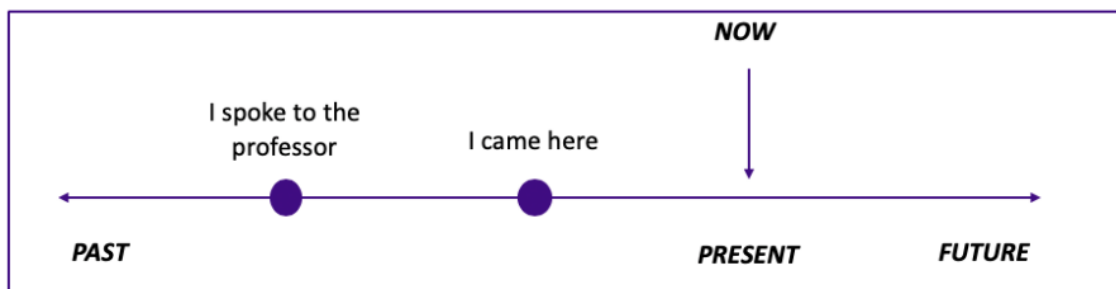 NOW
I spoke to the
professor
I came here
PAST
PRESENT
FUTURE